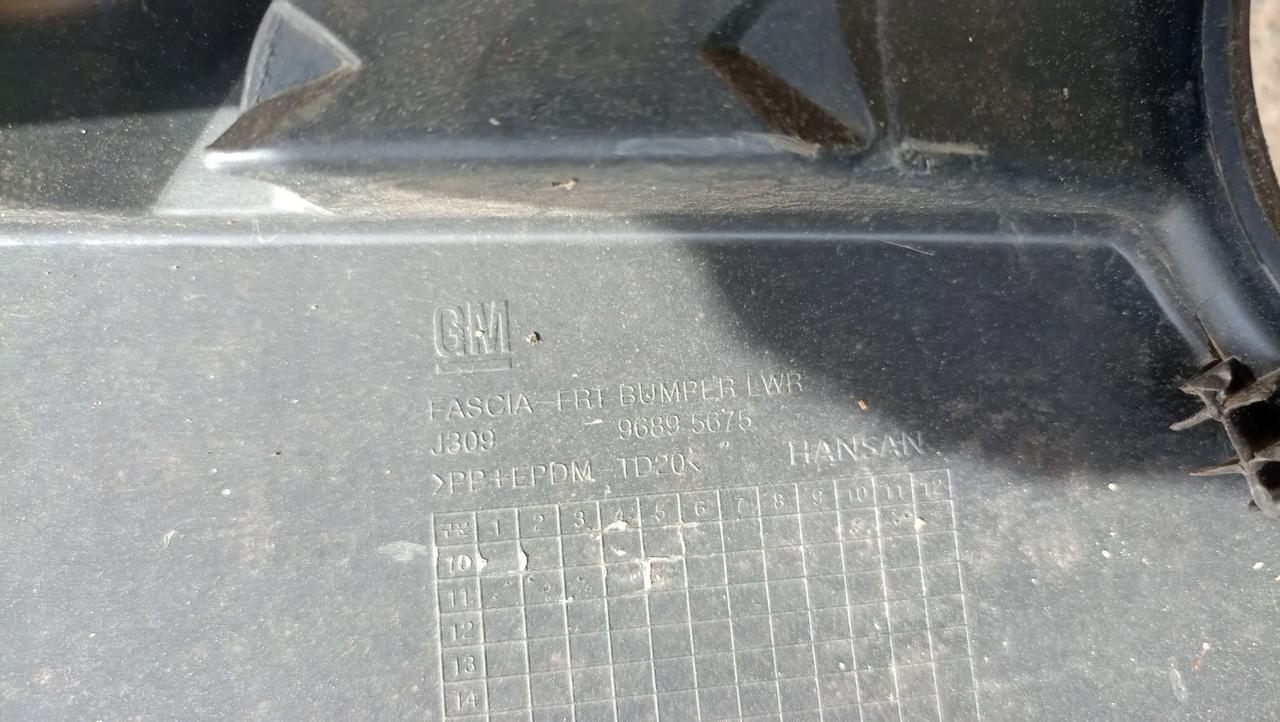 GM
FASCIA-FRT BUMPER LWR
J309 - 9689 5675
>PP+EPDM-TD20< HANSAN
1 2 3 4 5 6 7 8 9 10 11 12
10
11
12
13
14